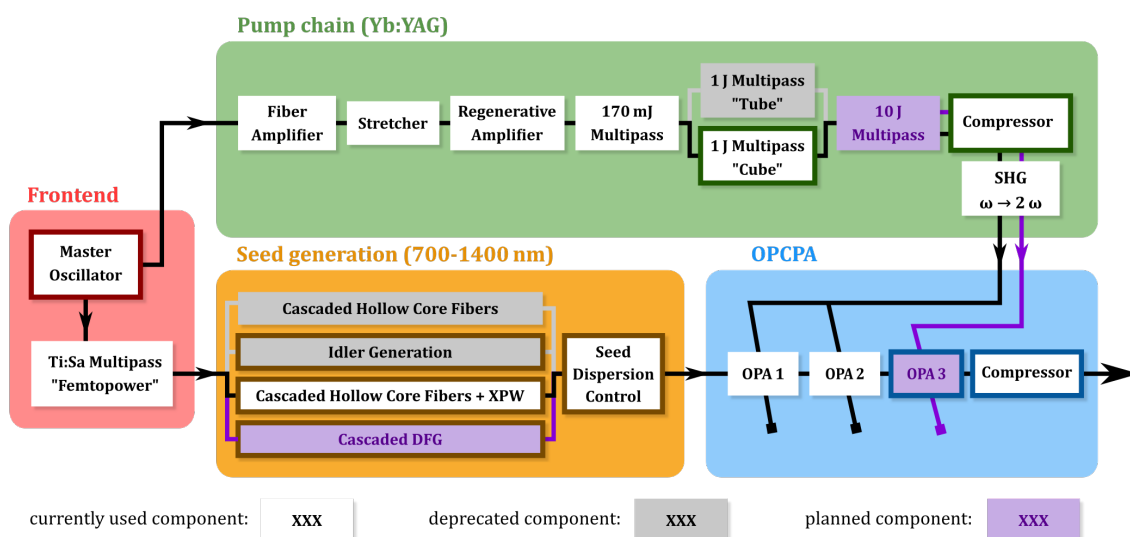 Pump chain (Yb:YAG)
Fiber
Amplifier
Stretcher
Regenerative
Amplifier
170 mJ
Multipass
1 J Multipass
"Tube"
1 J Multipass
"Cube"
10 J
Multipass
Compressor
SHG
ω → 2 ω
Frontend
Master
Oscillator
Ti:Sa Multipass
"Femtopower"
Seed generation (700-1400 nm)
Cascaded Hollow Core Fibers
Idler Generation
Cascaded Hollow Core Fibers + XPW
Cascaded DFG
Seed
Dispersion
Control
OPCPA
OPA 1
OPA 2
OPA 3
Compressor
currently used component: XXX
deprecated component: XXX
planned component: XXX